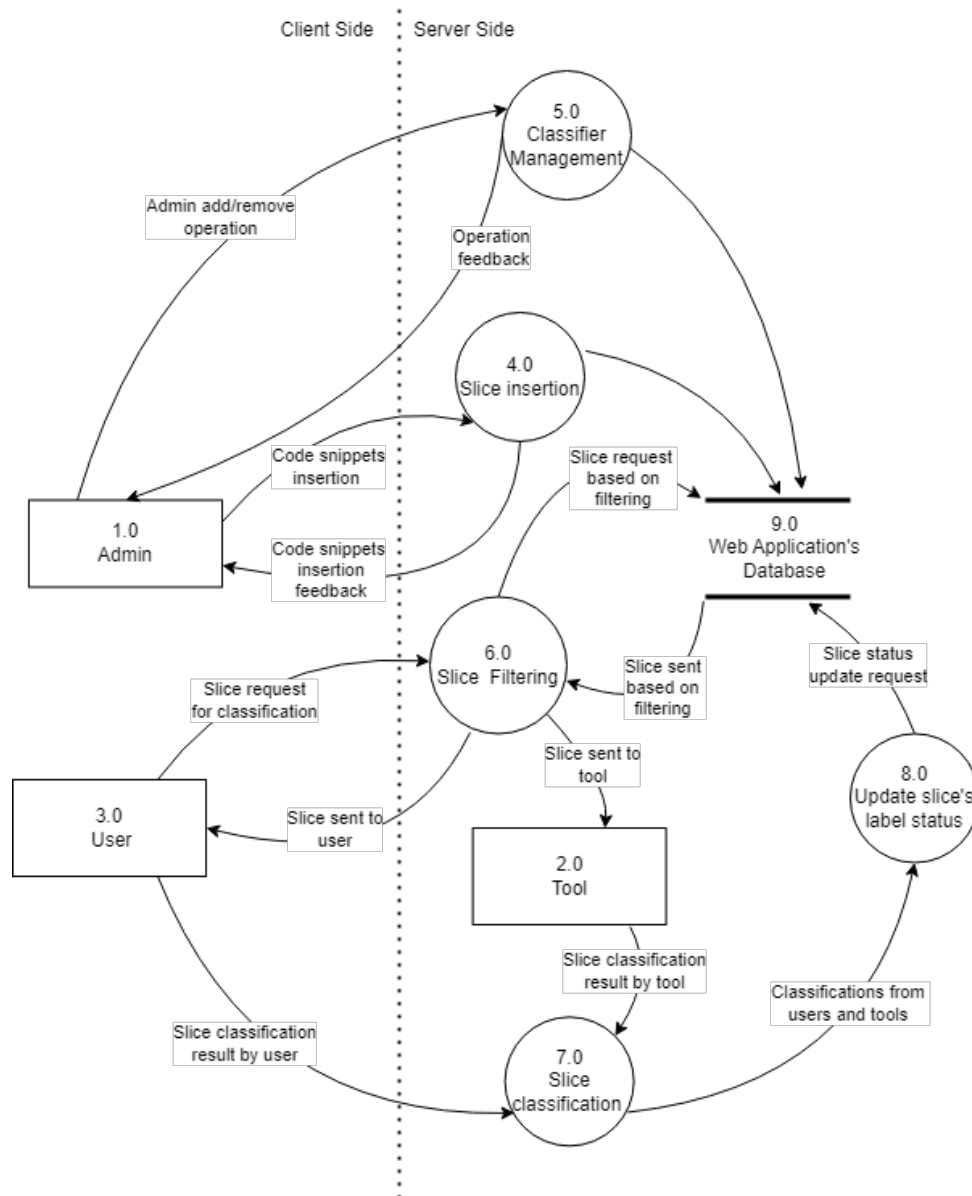 Client Side
Server Side
5.0
Classifier
Management
Admin add/remove
operation
Operation
feedback
4.0
Slice insertion
Code snippets
insertion
Slice request
based on
filtering
1.0
Admin
9.0
Web Application's
Database
Code snippets
insertion
feedback
6.0
Slice Filtering
Slice request
for classification
Slice sent
based on
filtering
Slice status
update request
Slice sent to
tool
8.0
Update slice's
label status
3.0
User
Slice sent to
user
2.0
Tool
Slice classification
result by tool
Classifications from
users and tools
Slice classification
result by user
7.0
Slice
classification